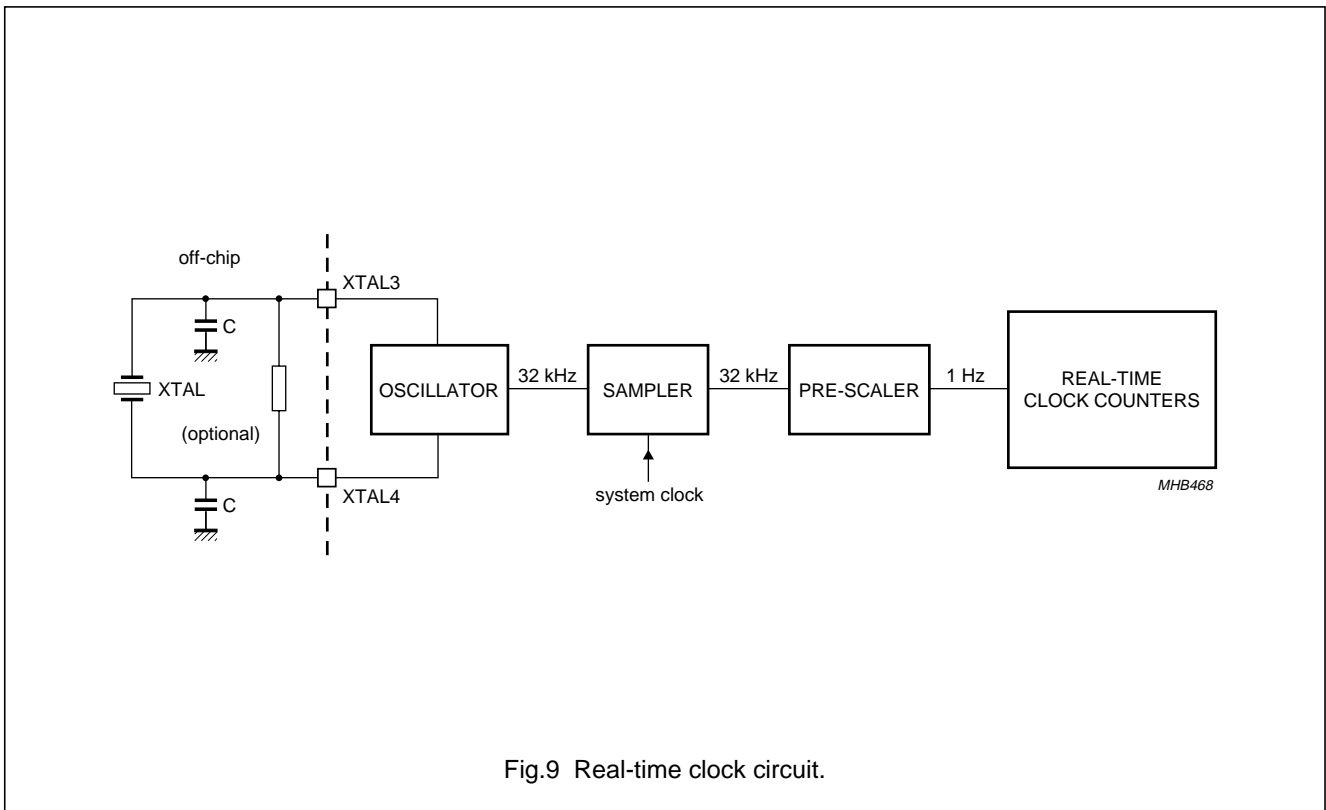 off-chip
XTAL3
C
XTAL
(optional)
XTAL4
C
OSCILLATOR
32 kHz
SAMPLER
system clock
32 kHz
PRE-SCALER
1 Hz
REAL-TIME
CLOCK COUNTERS
MHB468
Fig.9 Real-time clock circuit.